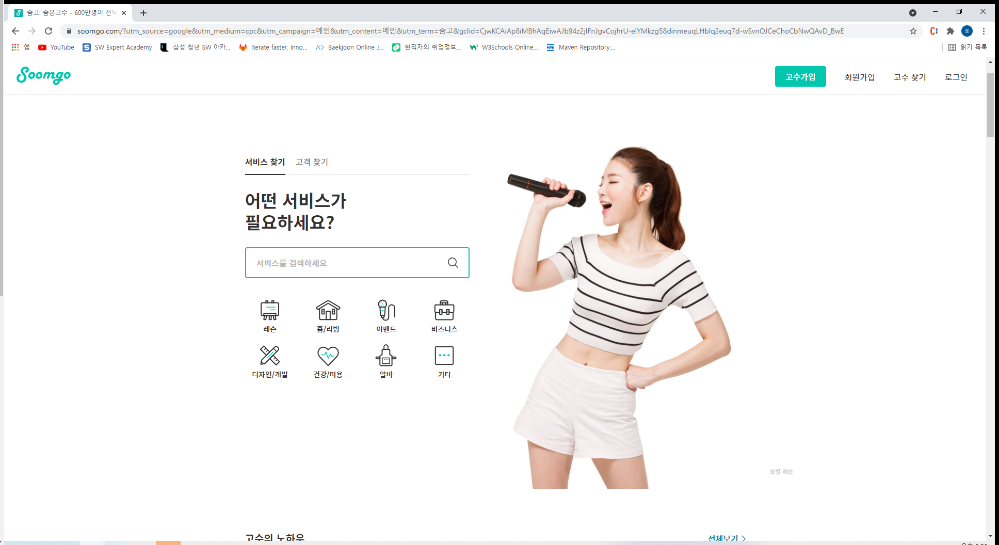 숨고: 숨은고수 - 600만명이 선택
soomgo.com/?utm_source=google&utm_medium=cpc&utm_campaign=메인&utm_content=메인&utm_term=숨고&gclid=CjwKCAiAp8iMBhAqEiwAJb94z2jIFnJgvCojhrU-elYMkzg58dinmeuqLHblq2euq7d-wSvnOJCeChoCbNwQAvD_BwE
호
앱 YouTube SW Expert Academy 삼성 청년 SW 아카... Iterate faster, inno... Baekjoon Online J... 현직자의 취업정보... W3Schools Online... Maven Repository:... 읽기 목록
Soomgo 고수가입 회원가입 고수 찾기 로그인
서비스 찾기 고객 찾기
어떤 서비스가
필요하세요?
서비스를 검색하세요
레슨 홈/리빙 이벤트 비즈니스
디자인/개발 건강/미용 알바 기타
보컬 레슨
고수의 노하우 전체보기